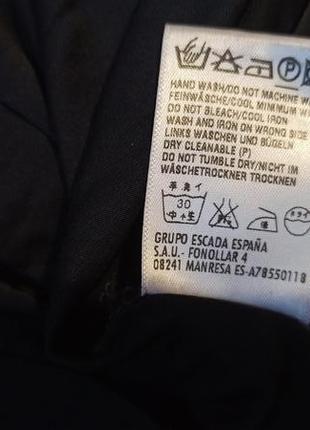 P
HAND WASH/DO NOT MACHINE
FEINWÄSCHE/COOL MINIMUM
DO NOT BLEACH/COOL IRON
WASH AND IRON ON WRONG SIDE
LINKS WASCHEN UND BÜGELN
DRY CLEANABLE (P)
DO NOT TUMBLE DRY/NICHT IM
WÄSCHETROCKNER TROCKNEN
30
中
GRUPO ESCADA ESPAÑA
S.A.U.- FONOLLAR 4
08241 MANRESA ES-A78550118